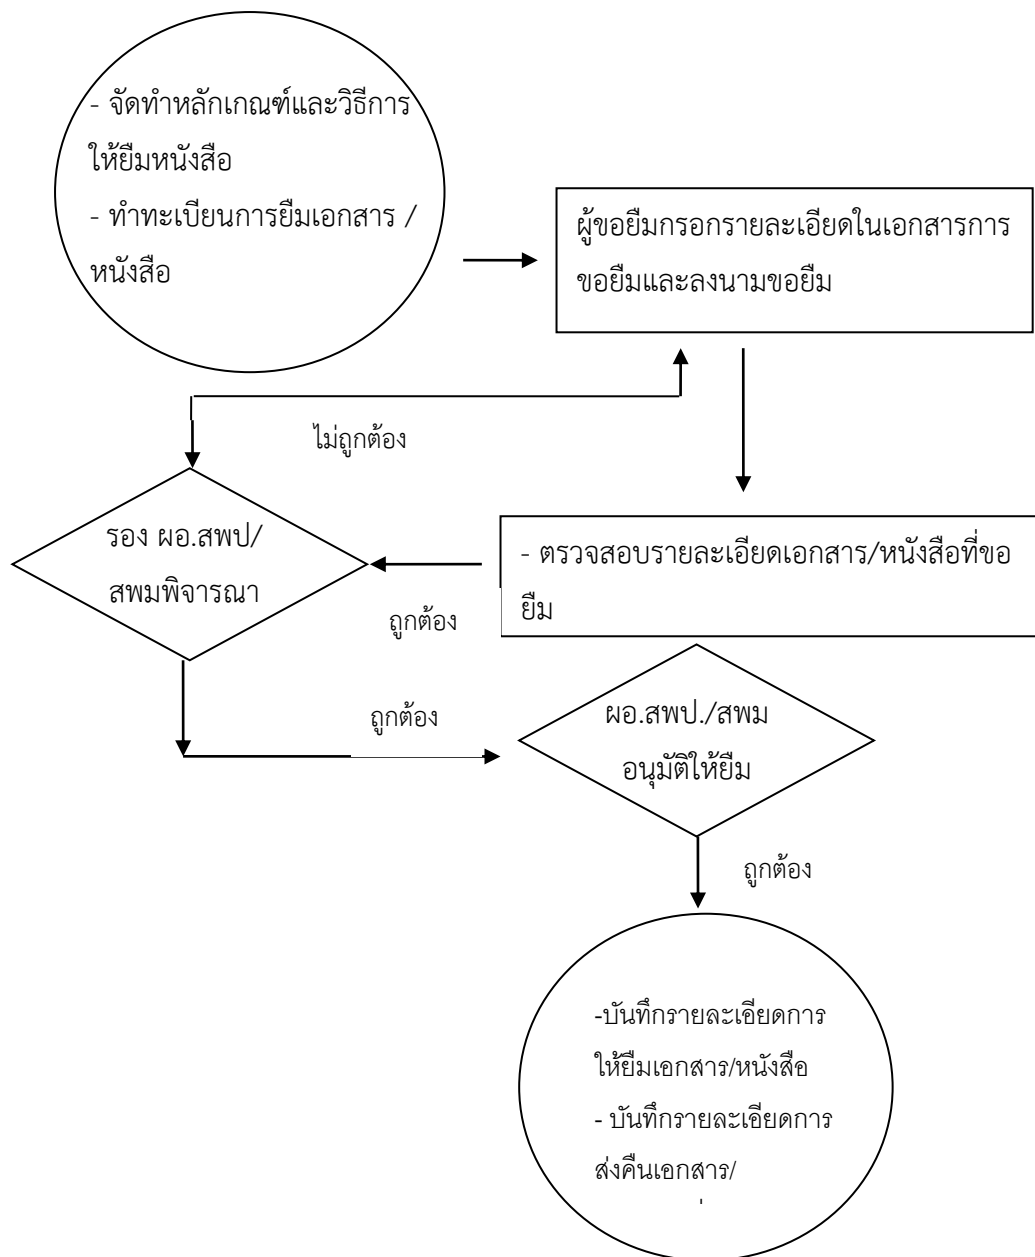 - จัดทำหลักเกณฑ์และวิธีการ
ให้ยืมหนังสือ
- ทำทะเบียนการยืมเอกสาร /
หนังสือ
ผู้ขอยืมกรอกรายละเอียดในเอกสารการ
ขอยืมและลงนามขอยืม
ไม่ถูกต้อง
รอง ผอ.สพป/
สพมพิจารณา
- ตรวจสอบรายละเอียดเอกสาร/หนังสือที่ขอ
ยืม
ถูกต้อง
ถูกต้อง
ผอ.สพป./สพม
อนุมัติให้ยืม
ถูกต้อง
-บันทึกรายละเอียดการ
ให้ยืมเอกสาร/หนังสือ
- บันทึกรายละเอียดการ
ส่งคืนเอกสาร/